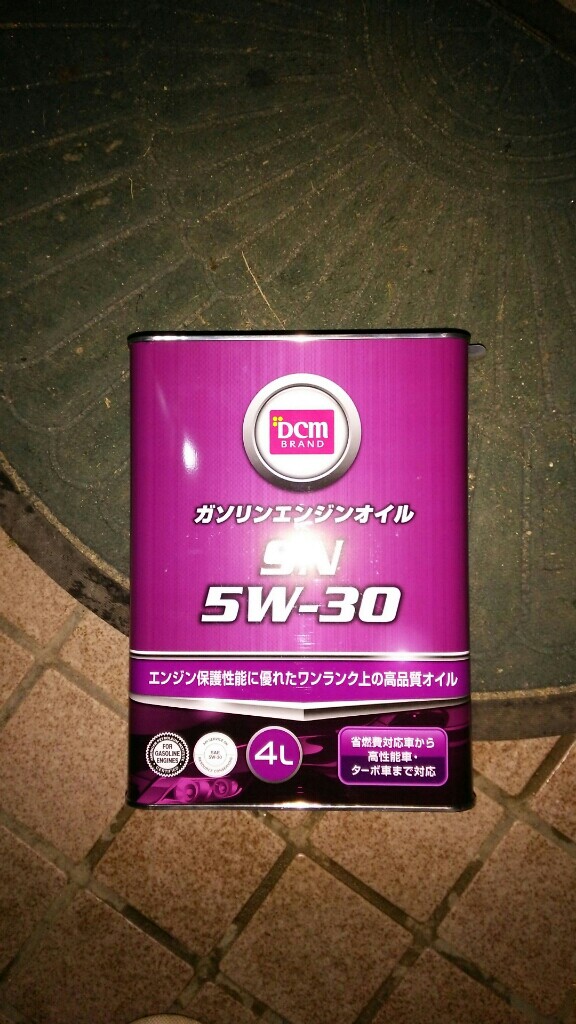 DCM
BRAND
ガソリンエンジンオイル
SN
5W-30
エンジン保護性能に優れたワンランク上の高品質オイル
FOR
GASOLINE
ENGINES
SAE
5W-30
4L
省燃費対応車から
高性能車・
ターボ車まで対応